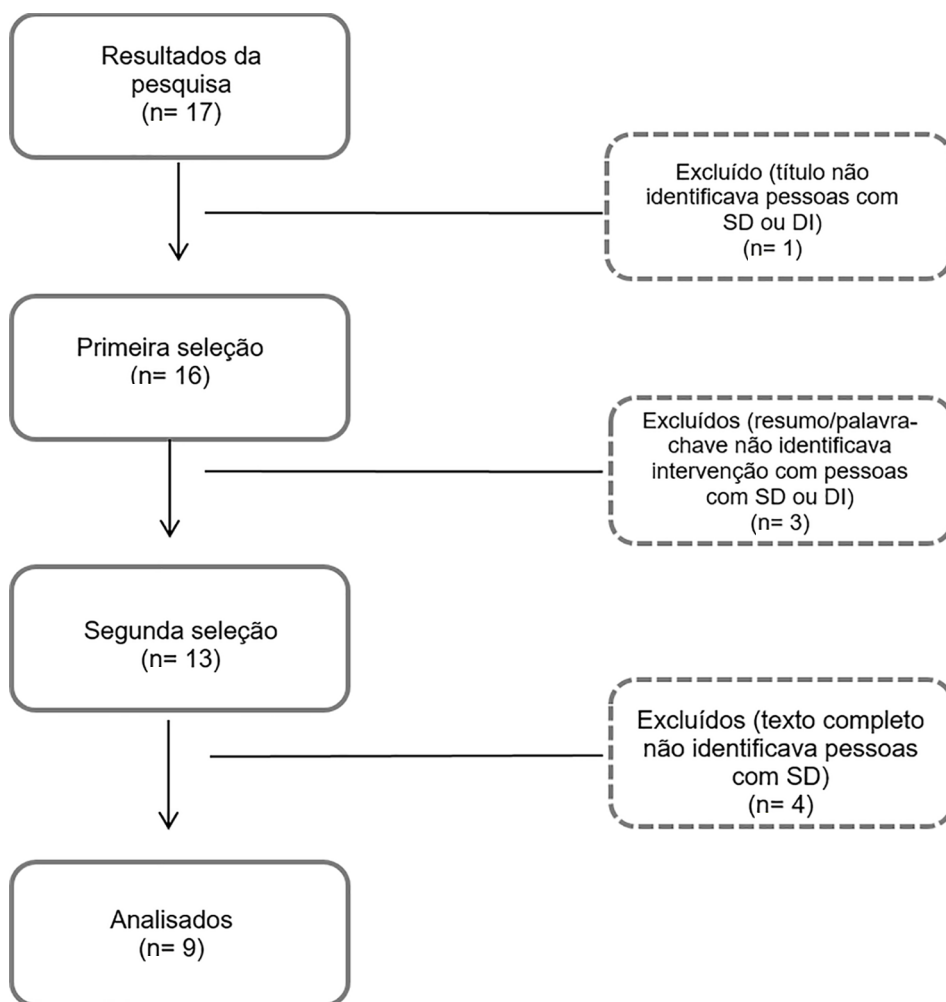 Resultados da
pesquisa
(n= 17)
Excluído (título não
identificava pessoas com
SD ou DI)
(n= 1)
Primeira seleção
(n= 16)
Excluídos (resumo/palavra-
chave não identificava
intervenção com pessoas
com SD ou DI)
(n= 3)
Segunda seleção
(n= 13)
Excluídos (texto completo
não identificava pessoas
com SD)
(n= 4)
Analisados
(n= 9)